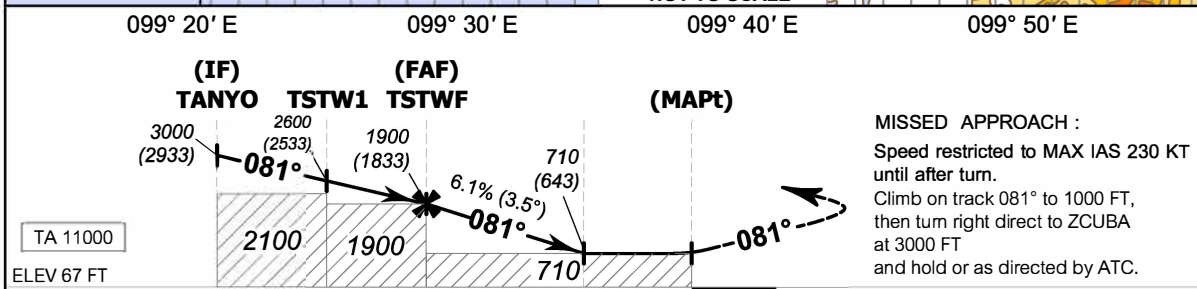 099° 20′ E 099° 30′ E 099° 40′ E 099° 50′ E
(IF) (FAF)
TANYO TSTW1 TSTWF (MAPt)
3000
(2933)
2600
(2533)
1900
(1833)
710
(643)
081°
6.1% (3.5°)
081°
081°
2100
1900
710
TA 11000
ELEV 67 FT
MISSED APPROACH :
Speed restricted to MAX IAS 230 KT
until after turn.
Climb on track 081° to 1000 FT,
then turn right direct to ZCUBA
at 3000 FT
and hold or as directed by ATC.